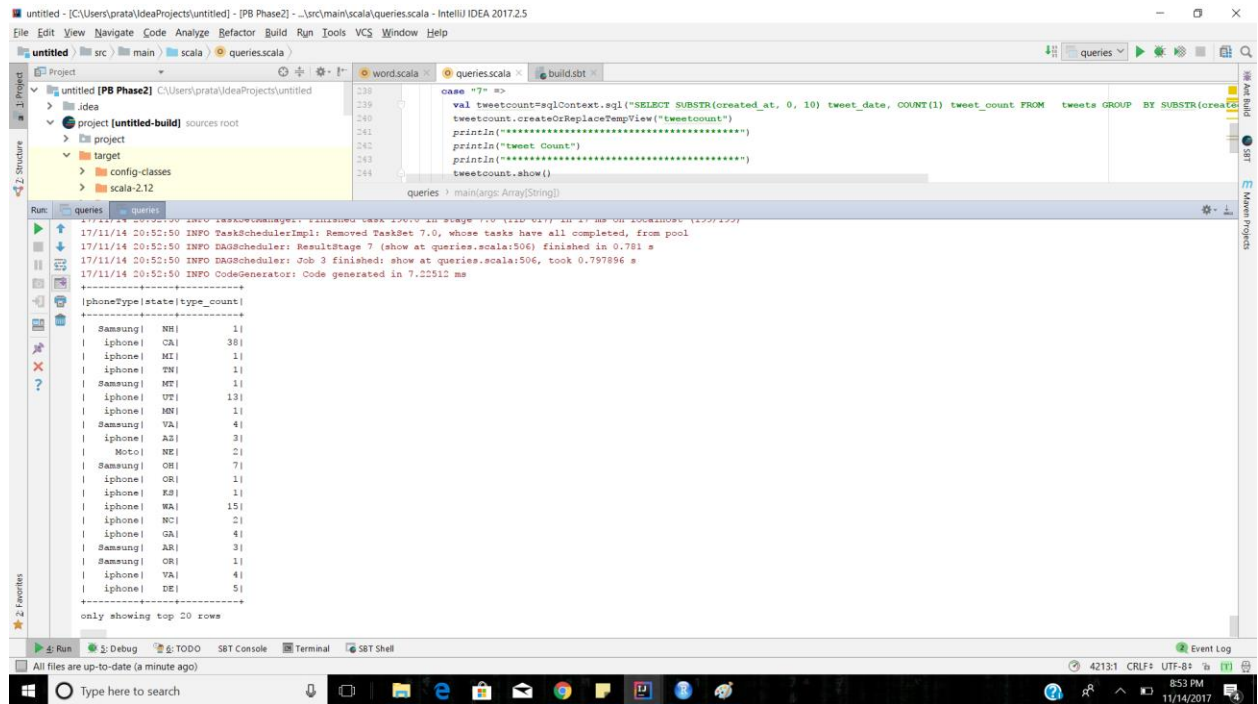 untitled - [C:\Users\prata\IdeaProjects\untitled] - [PB Phase2] - ...\src\main\scala\queries.scala - IntelliJ IDEA 2017.2.5
File Edit View Navigate Code Analyze Refactor Build Run Tools VCS Window Help
untitled src main scala queries.scala
queries
Project
word.scala queries.scala build.sbt
untitled [PB Phase2] C:\Users\prata\IdeaProjects\untitled
.idea
project [untitled-build] sources root
project
target
config-classes
scala-2.12
238 case "7" =>
239 val tweetcount=sqlContext.sql("SELECT SUBSTR(created_at, 0, 10) tweet_date, COUNT(1) tweet_count FROM tweets GROUP BY SUBSTR(create
240 tweetcount.createOrReplaceTempView("tweetcount")
241 println("****************************************")
242 println("tweet Count")
243 println("****************************************")
244 tweetcount.show()
queries main(args: Array[String])
1: Project
7: Structure
2: Favorites
Ant Build
SBT
Maven Projects
Run: queries queries
17/11/14 20:52:50 INFO TaskSchedulerImpl: Removed TaskSet 7.0, whose tasks have all completed, from pool
17/11/14 20:52:50 INFO DAGScheduler: ResultStage 7 (show at queries.scala:506) finished in 0.781 s
17/11/14 20:52:50 INFO DAGScheduler: Job 3 finished: show at queries.scala:506, took 0.797896 s
17/11/14 20:52:50 INFO CodeGenerator: Code generated in 7.22512 ms
+---------+-----+----------+
|phoneType|state|type_count|
+---------+-----+----------+
| Samsung| NH| 1|
| iphone| CA| 38|
| iphone| MI| 1|
| iphone| TN| 1|
| Samsung| MT| 1|
| iphone| UT| 13|
| iphone| MN| 1|
| Samsung| VA| 4|
| iphone| AZ| 3|
| Moto| NE| 2|
| Samsung| OH| 7|
| iphone| OR| 1|
| iphone| KS| 1|
| iphone| WA| 15|
| iphone| NC| 2|
| iphone| GA| 4|
| Samsung| AR| 3|
| Samsung| OR| 1|
| iphone| VA| 4|
| iphone| DE| 5|
+---------+-----+----------+
only showing top 20 rows
4: Run 5: Debug 6: TODO SBT Console Terminal SBT Shell 2 Event Log
All files are up-to-date (a minute ago) 4213:1 CRLF UTF-8
Type here to search
8:53 PM
11/14/2017